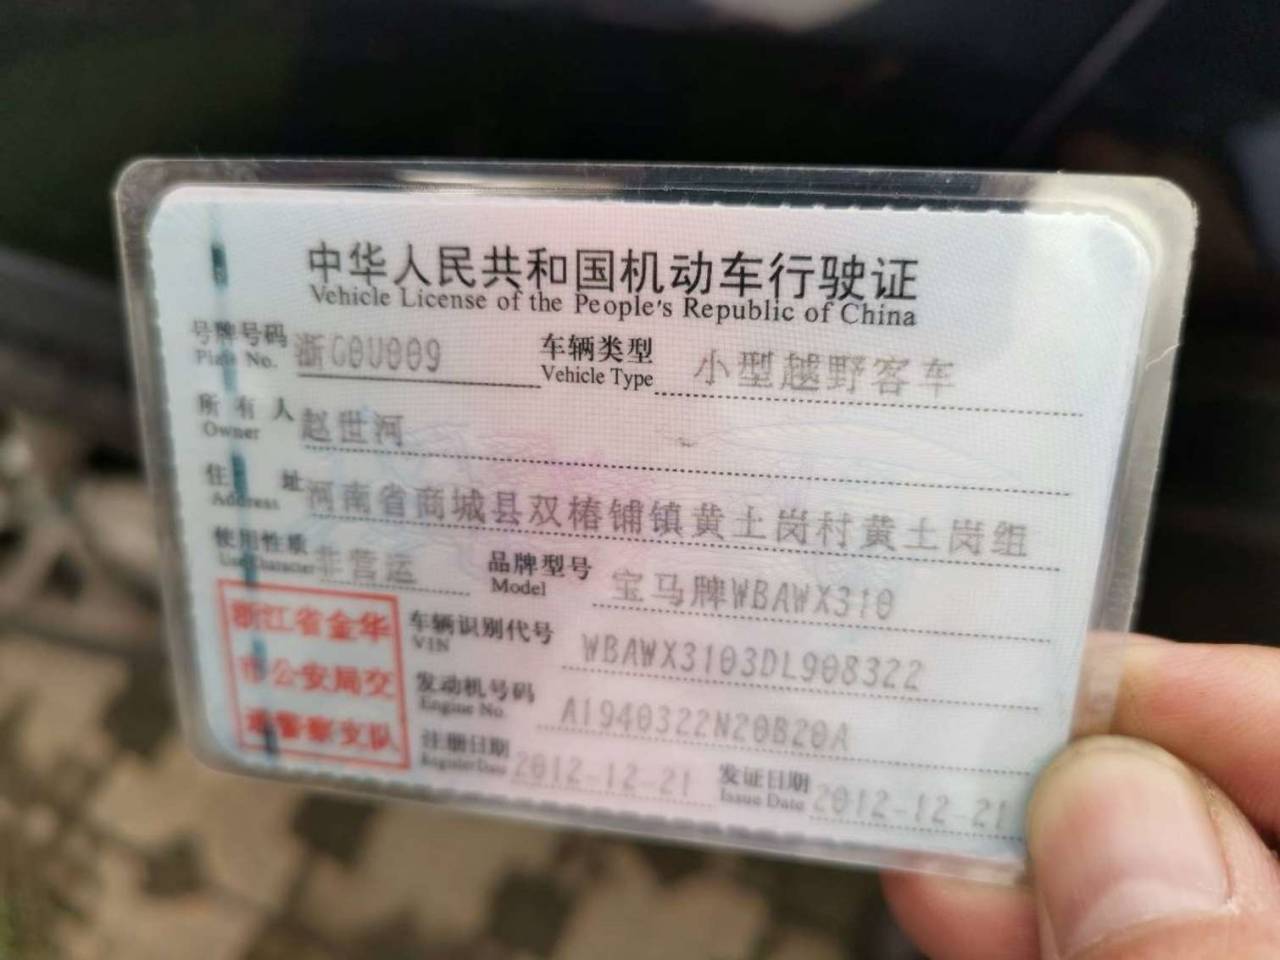 中华人民共和国机动车行驶证
Vehicle License of the People's Republic of China
号牌号码 浙G0U009 车辆类型 小型越野客车
Plate No. Vehicle Type
所有人 赵世河
Owner
住址 河南省商城县双椿铺镇黄土岗村黄土岗组
Address
使用性质 非营运 品牌型号 宝马牌WBAWX310
Use Character Model
浙江省金华
市公安局交
通警察支队
车辆识别代号 WBAWX3103DL908322
VIN
发动机号码 A1940322N20B20A
Engine No.
注册日期 2012-12-21 发证日期 2012-12-21
Register Date Issue Date